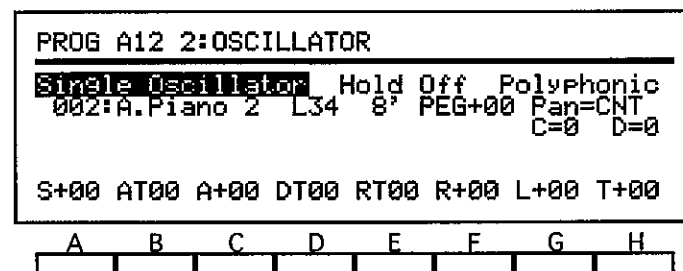 PROG A12 2:OSCILLATOR
Single Oscillator Hold Off Polyphonic
002:A.Piano 2 L34 8' PEG+00 Pan=CNT
C=0 D=0
S+00 AT00 A+00 DT00 RT00 R+00 L+00 T+00
A B C D E F G H